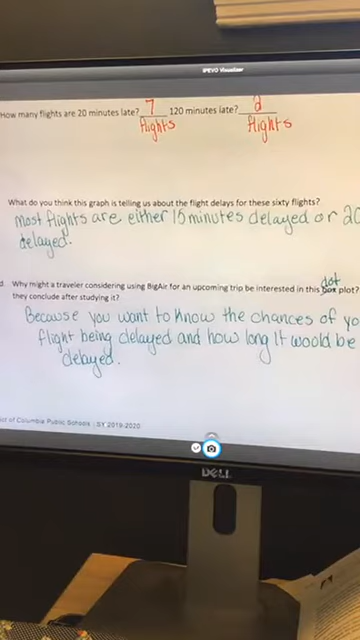 IPEVO Visualizer
How many flights are 20 minutes late? 7 flights 120 minutes late? 2 flights
What do you think this graph is telling us about the flight delays for these sixty flights?
Most flights are either 15 minutes delayed or 20
delayed.
d Why might a traveler considering using BigAir for an upcoming trip be interested in this box dot plot?
they conclude after studying it?
Because you want to know the chances of yo
flight being delayed and how long it woold be
delayed.
ict of Columbia Public Schools | SY 2019-2020
DELL